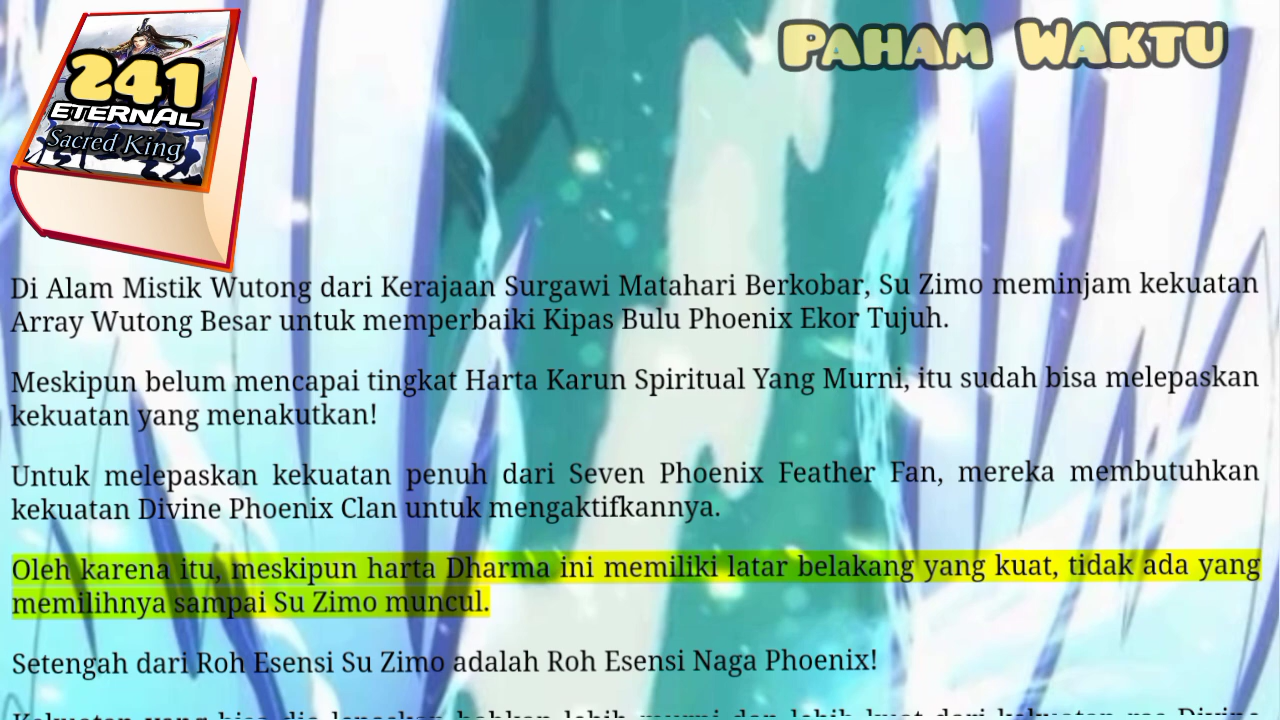 PAHAM WAKTU
241
ETERNAL
Sacred King
Di Alam Mistik Wutong dari Kerajaan Surgawi Matahari Berkobar, Su Zimo meminjam kekuatan
Array Wutong Besar untuk memperbaiki Kipas Bulu Phoenix Ekor Tujuh.
Meskipun belum mencapai tingkat Harta Karun Spiritual Yang Murni, itu sudah bisa melepaskan
kekuatan yang menakutkan!
Untuk melepaskan kekuatan penuh dari Seven Phoenix Feather Fan, mereka membutuhkan
kekuatan Divine Phoenix Clan untuk mengaktifkannya.
Oleh karena itu, meskipun harta Dharma ini memiliki latar belakang yang kuat, tidak ada yang
memilihnya sampai Su Zimo muncul.
Setengah dari Roh Esensi Su Zimo adalah Roh Esensi Naga Phoenix!